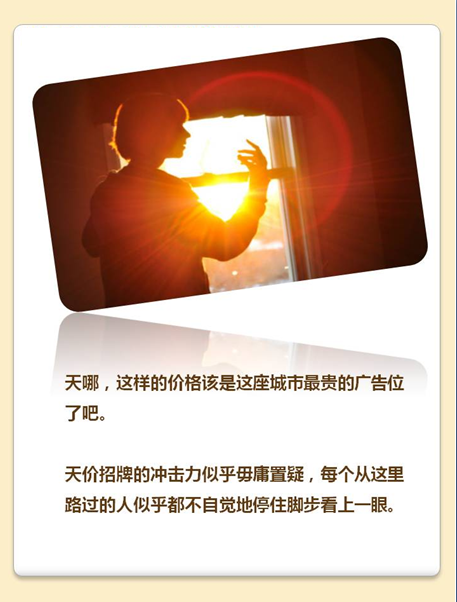 天哪，这样的价格该是这座城市最贵的广告位
了吧。
天价招牌的冲击力似乎毋庸置疑，每个从这里
路过的人似乎都不自觉地停住脚步看上一眼。